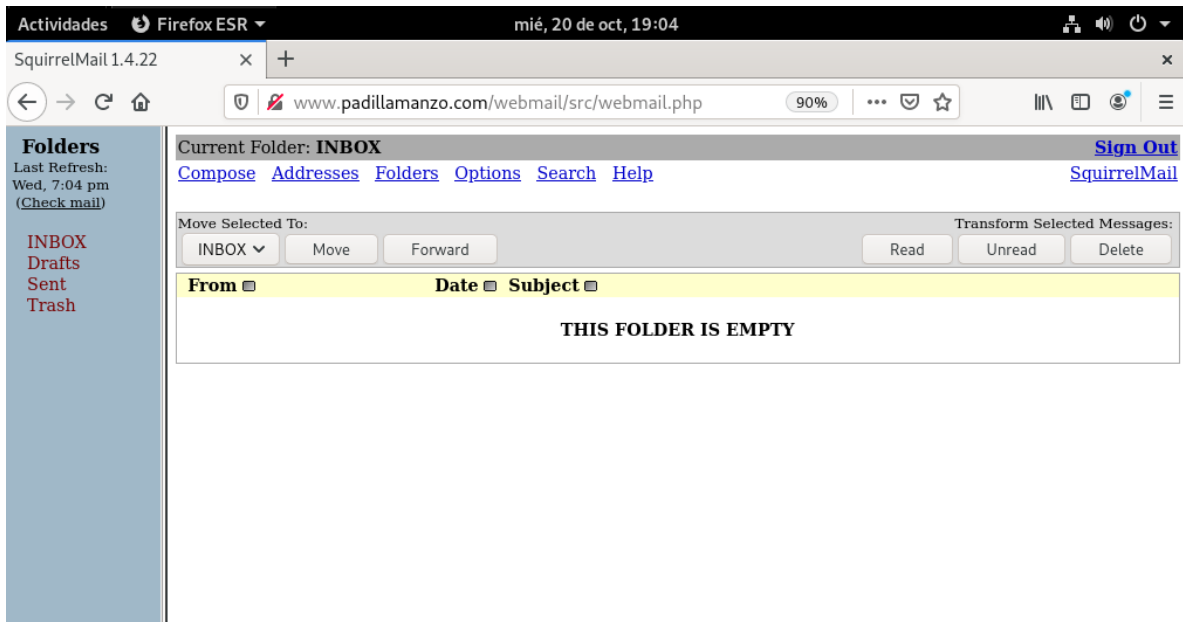 Actividades Firefox ESR mié, 20 de oct, 19:04
SquirrelMail 1.4.22
www.padillamanzo.com/webmail/src/webmail.php 90%
Folders
Last Refresh:
Wed, 7:04 pm
(Check mail)
INBOX
Drafts
Sent
Trash
Current Folder: INBOX Sign Out
Compose Addresses Folders Options Search Help SquirrelMail
Move Selected To: Transform Selected Messages:
INBOX Move Forward Read Unread Delete
From Date Subject
THIS FOLDER IS EMPTY